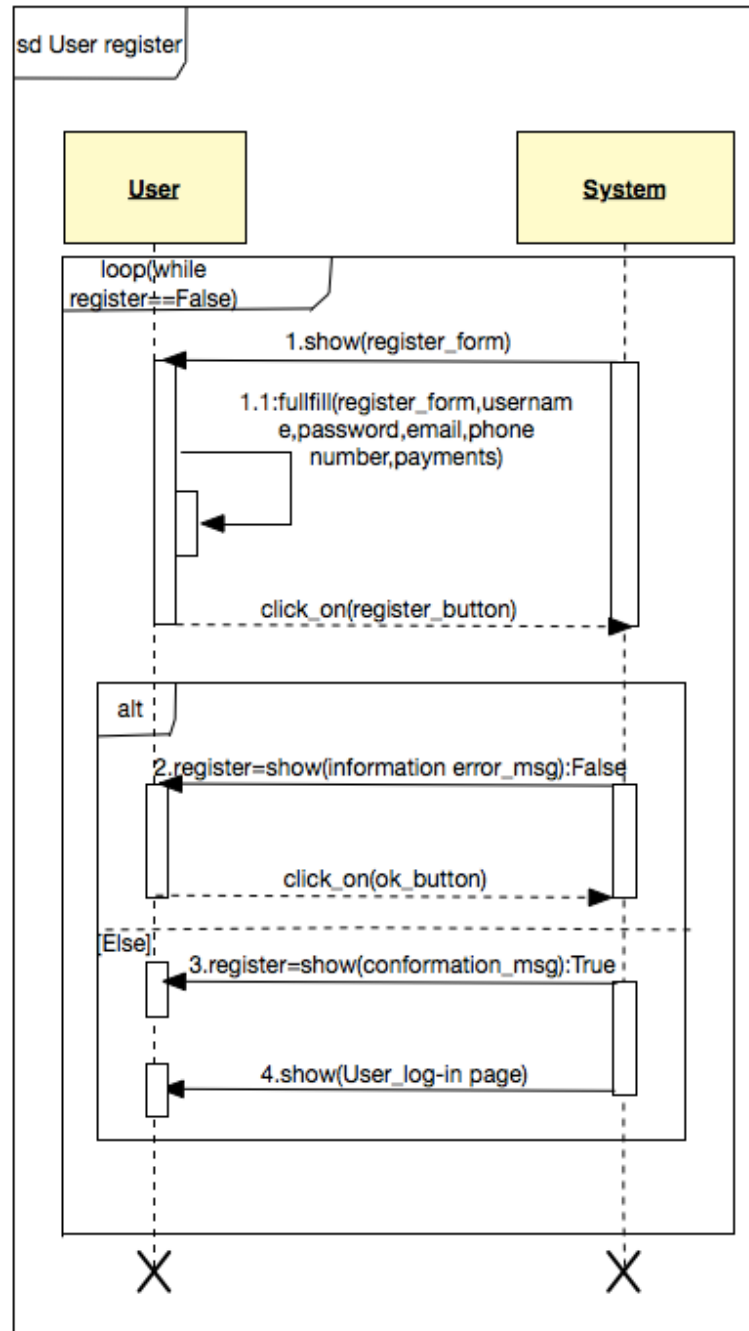 sd User register
User
System
loop(while
register==False)
1.show(register_form)
1.1:fullfill(register_form,usernam
e,password,email,phone
number,payments)
click_on(register_button)
alt
2.register=show(information error_msg):False
click_on(ok_button)
[Else]
3.register=show(conformation_msg):True
4.show(User_log-in page)